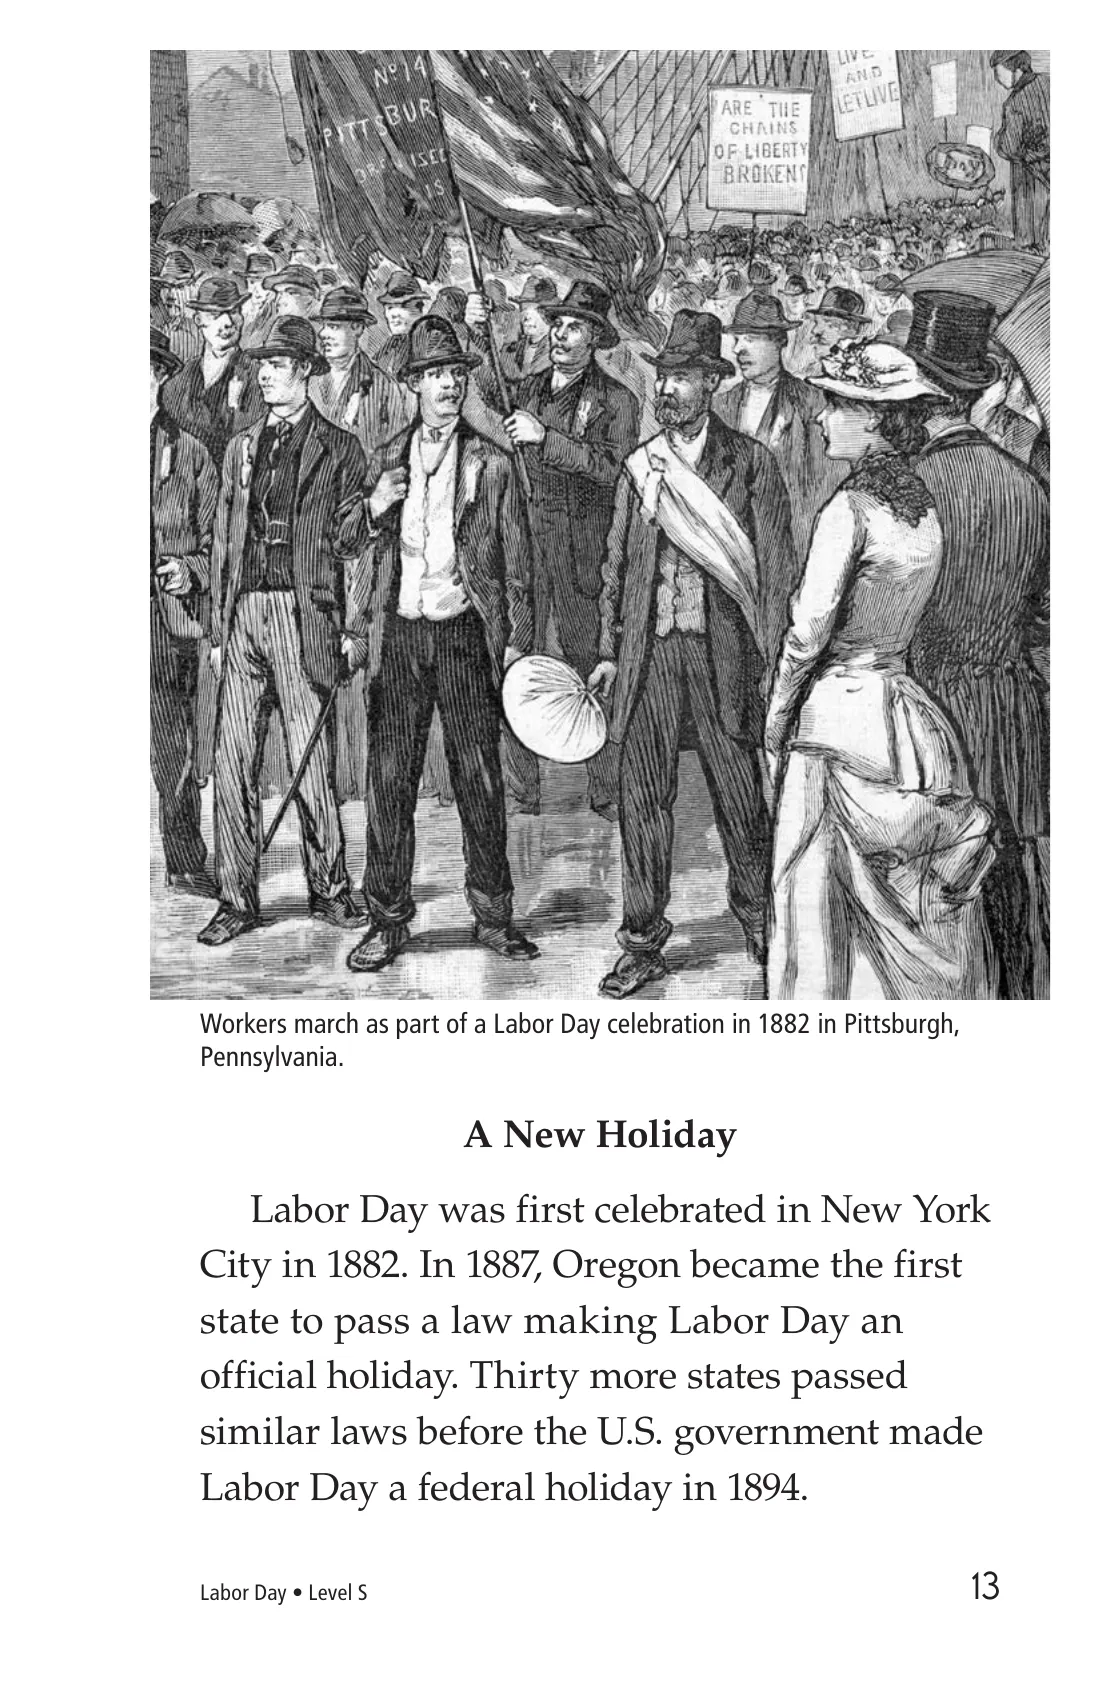 No 14
PITTSBUR
ORGNISED
IS
ARE THE
CHAINS
OF LIBERTY
BROKEN
LIVE
AND
LET LIVE
Workers march as part of a Labor Day celebration in 1882 in Pittsburgh,
Pennsylvania.
A New Holiday
Labor Day was first celebrated in New York
City in 1882. In 1887, Oregon became the first
state to pass a law making Labor Day an
official holiday. Thirty more states passed
similar laws before the U.S. government made
Labor Day a federal holiday in 1894.
Labor Day • Level S
13